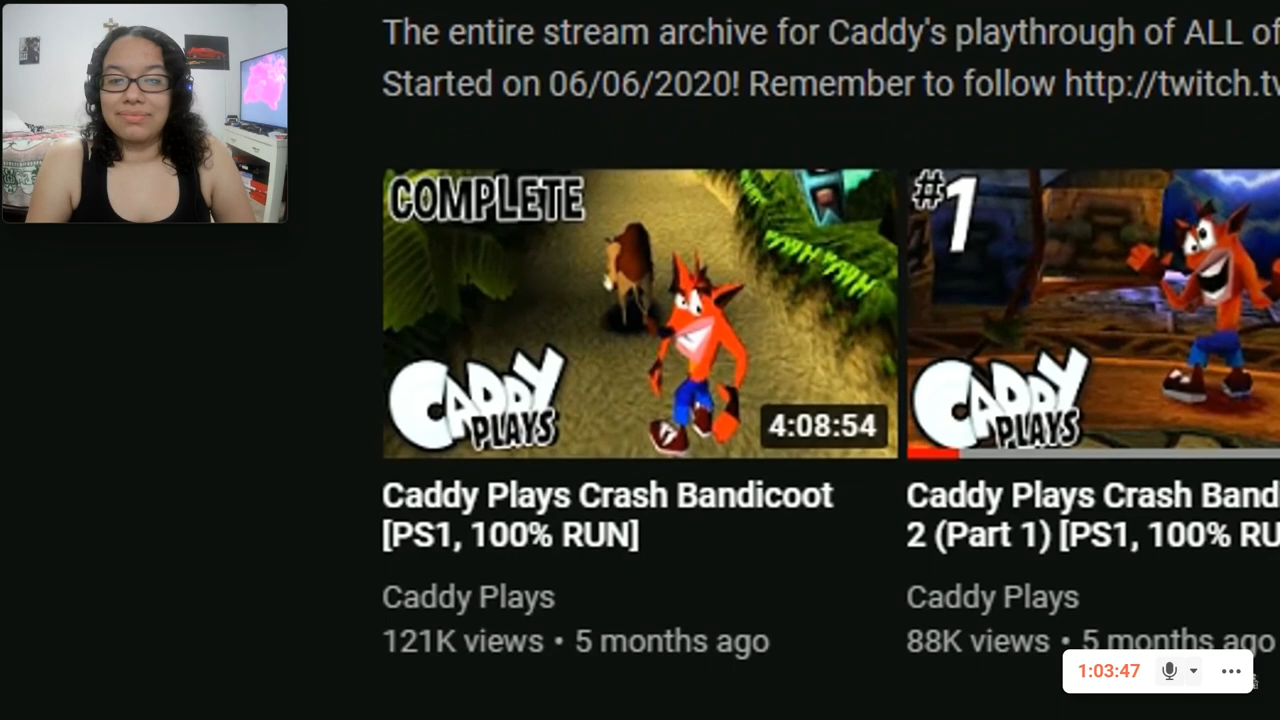 The entire stream archive for Caddy's playthrough of ALL of
Started on 06/06/2020! Remember to follow http://twitch.tv
COMPLETE
CADDY
PLAYS
4:08:54
#1
CADDY
PLAYS
Caddy Plays Crash Bandicoot
[PS1, 100% RUN]
Caddy Plays
121K views • 5 months ago
Caddy Plays Crash Band
2 (Part 1) [PS1, 100% RU
Caddy Plays
88K views • 5 months ago
1:03:47